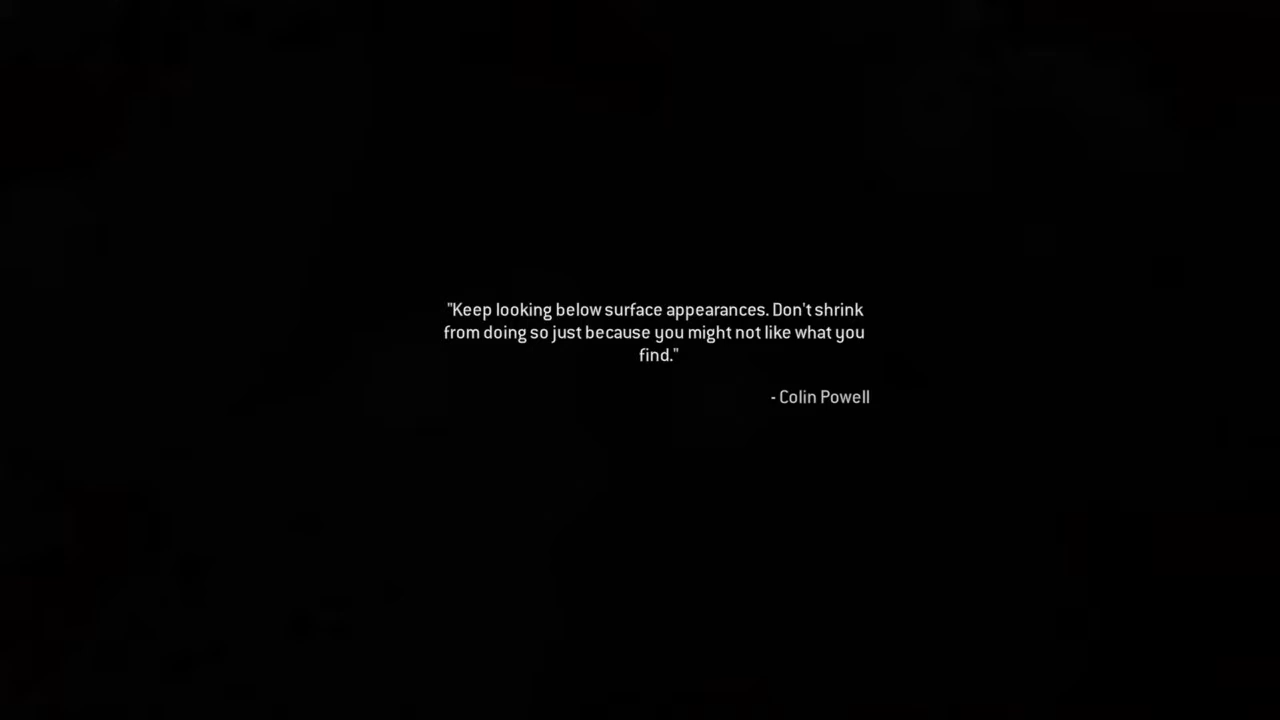 "Keep looking below surface appearances. Don't shrink
from doing so just because you might not like what you
find."
- Colin Powell